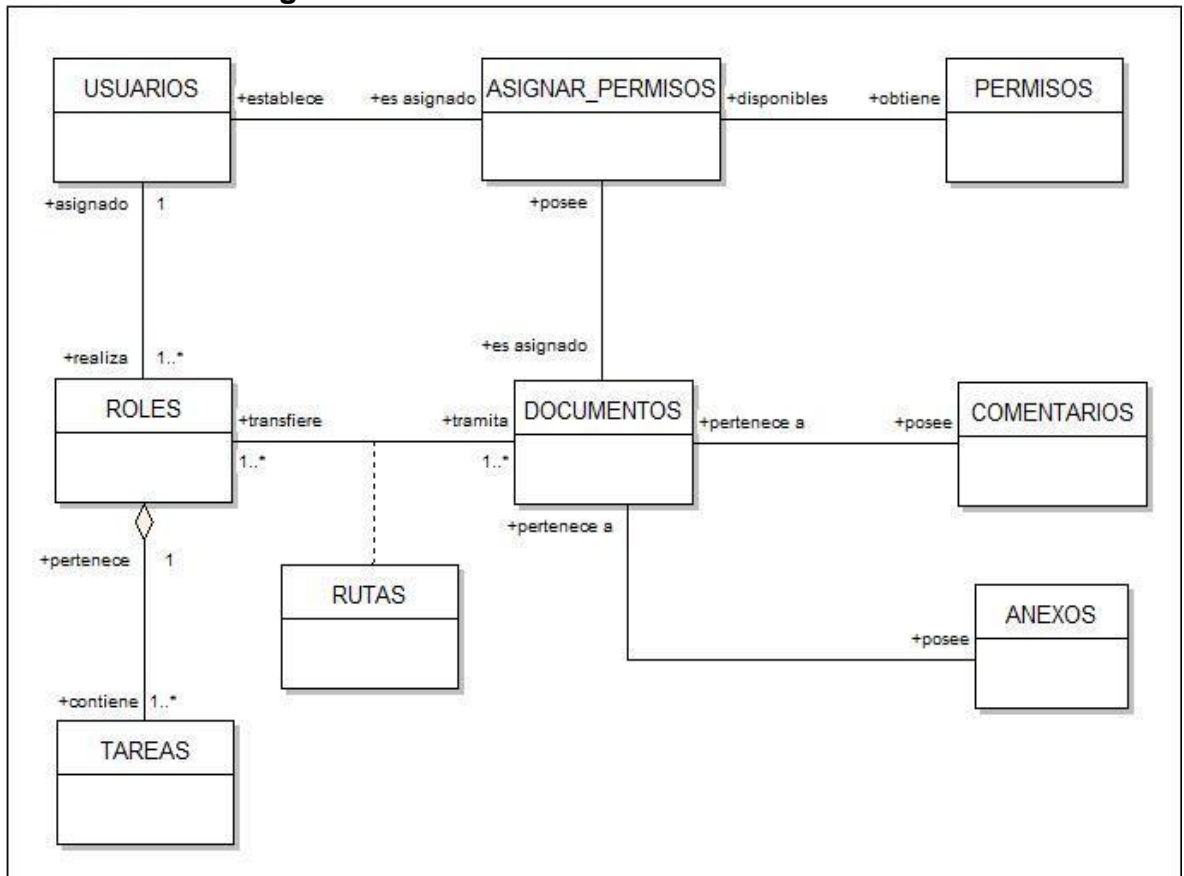 USUARIOS
+establece
+es asignado
ASIGNAR_PERMISOS
+disponibles
+obtiene
PERMISOS
+asignado
1
+posee
+realiza
1..*
+es asignado
ROLES
+transfiere
1..*
+tramita
1..*
DOCUMENTOS
+pertenece a
+posee
COMENTARIOS
+pertenece
1
+pertenece a
RUTAS
+posee
ANEXOS
+contiene
1..*
TAREAS